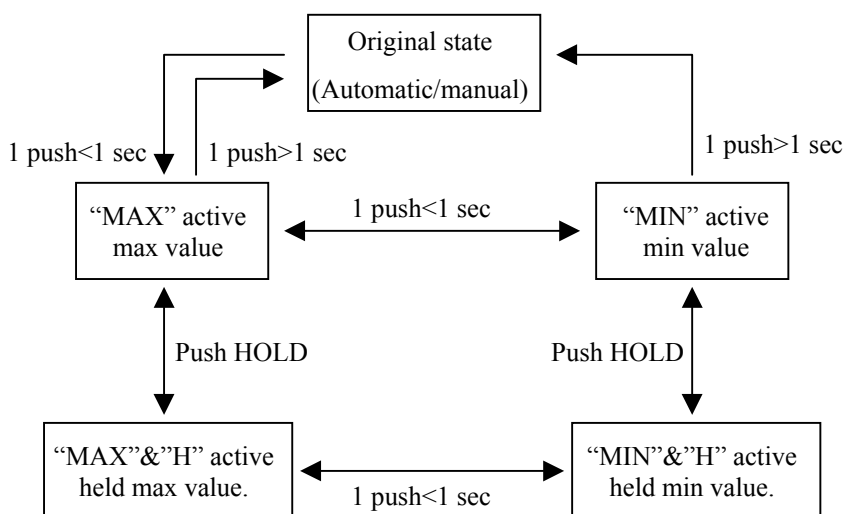 Original state
(Automatic/manual)
1 push<1 sec
1 push>1 sec
1 push>1 sec
“MAX” active
max value
1 push<1 sec
“MIN” active
min value
Push HOLD
Push HOLD
“MAX”&”H” active
held max value.
1 push<1 sec
“MIN”&”H” active
held min value.